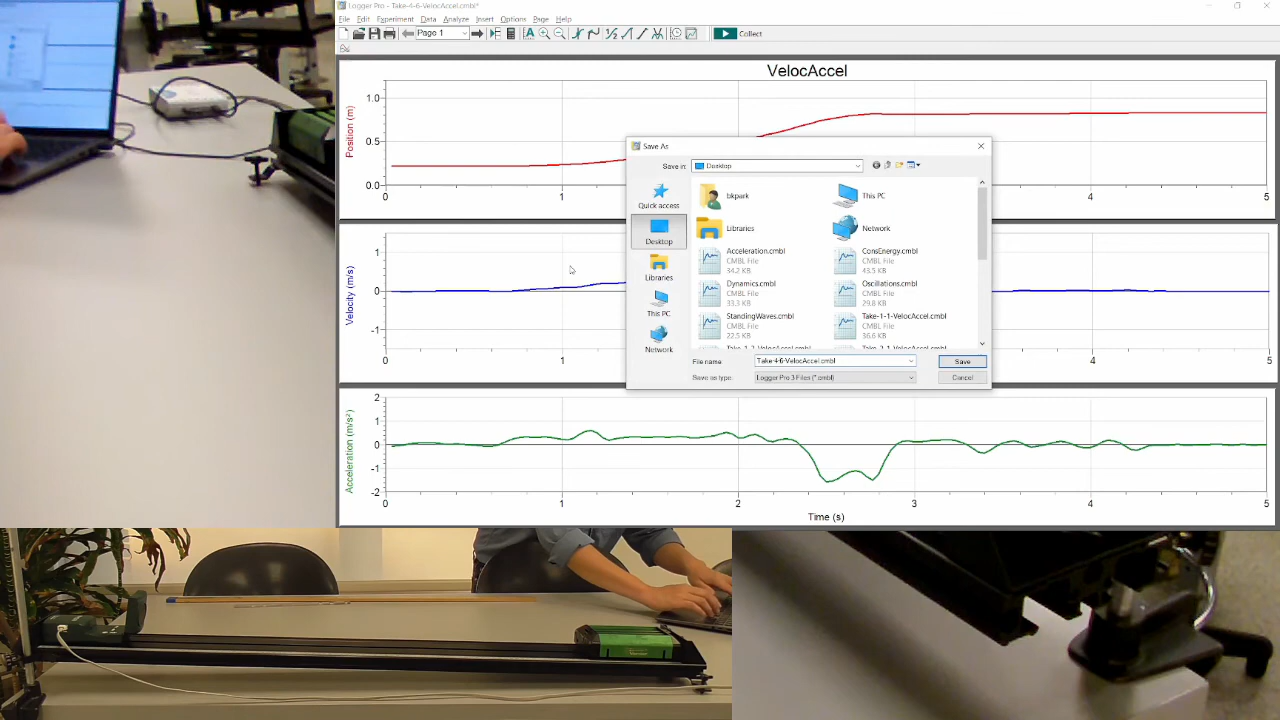 Logger Pro - Take-4-6-VelocAccel.cmbl*
File Edit Experiment Data Analyze Insert Options Page Help
Page 1
Collect
VelocAccel
Position (m)
1.0
0.5
0.0
1 5
Velocity (m/s)
1
0
-1
1 4 5
Acceleration (m/s²)
2
1
0
-1
-2
0 1 2 3 4 5
Time (s)
Save As
Save in: Desktop
Quick access
Desktop
Libraries
This PC
Network
bkpark
This PC
Libraries
Network
Acceleration.cmbl
CMBL File
34.2 KB
ConsEnergy.cmbl
CMBL File
43.5 KB
Dynamics.cmbl
CMBL File
33.3 KB
Oscillations.cmbl
CMBL File
29.8 KB
StandingWaves.cmbl
CMBL File
22.5 KB
Take-1-1-VelocAccel.cmbl
CMBL File
36.6 KB
File name: Take-4-6-VelocAccel.cmbl
Save
Save as type: Logger Pro 3 Files (*.cmbl)
Cancel